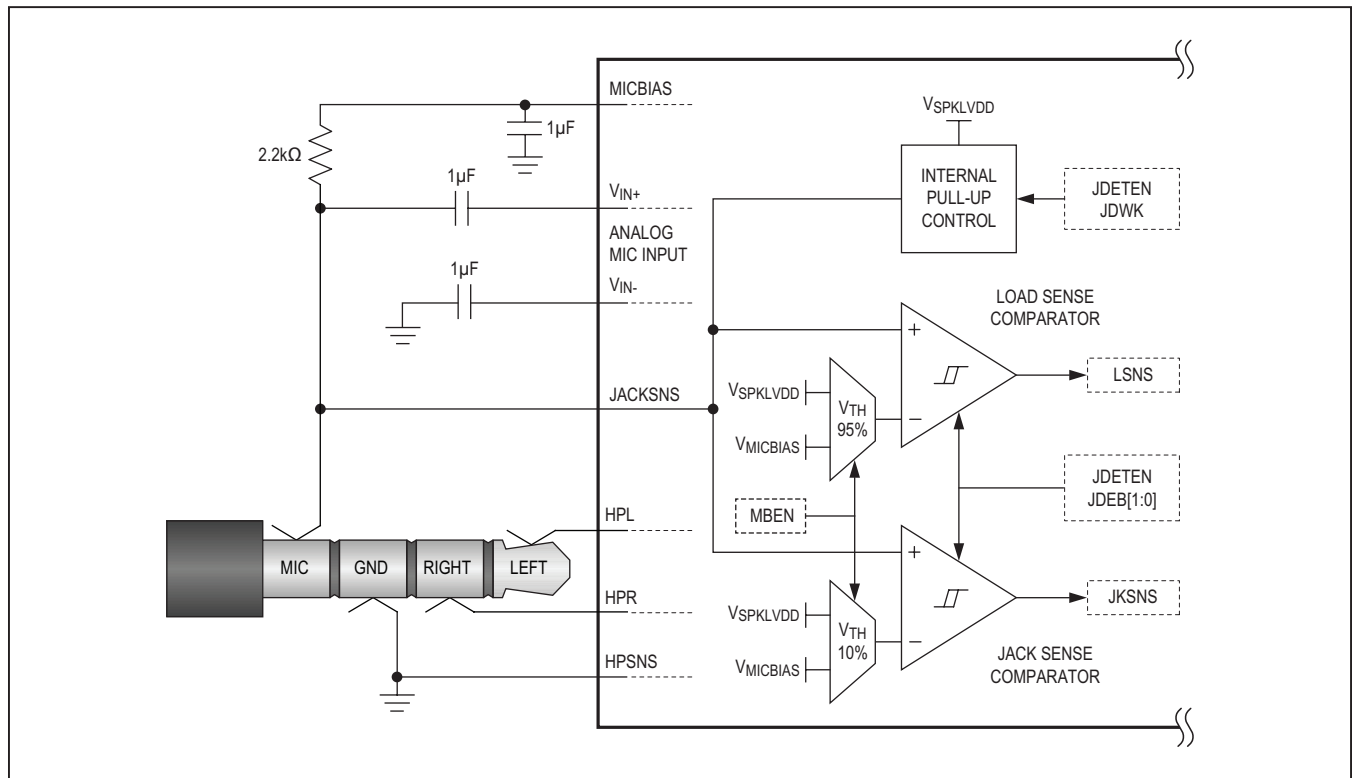 MICBIAS
1µF
2.2kΩ
1µF
VIN+
ANALOG
MIC INPUT
1µF
VIN-
JACKSNS
HPL
MIC
GND
RIGHT
LEFT
HPR
HPSNS
VSPKLVDD
INTERNAL
PULL-UP
CONTROL
JDETEN
JDWK
LOAD SENSE
COMPARATOR
+
−
LSNS
VSPKLVDD
VMICBIAS
VTH
95%
MBEN
JDETEN
JDEB[1:0]
+
−
JKSNS
VSPKLVDD
VMICBIAS
VTH
10%
JACK SENSE
COMPARATOR